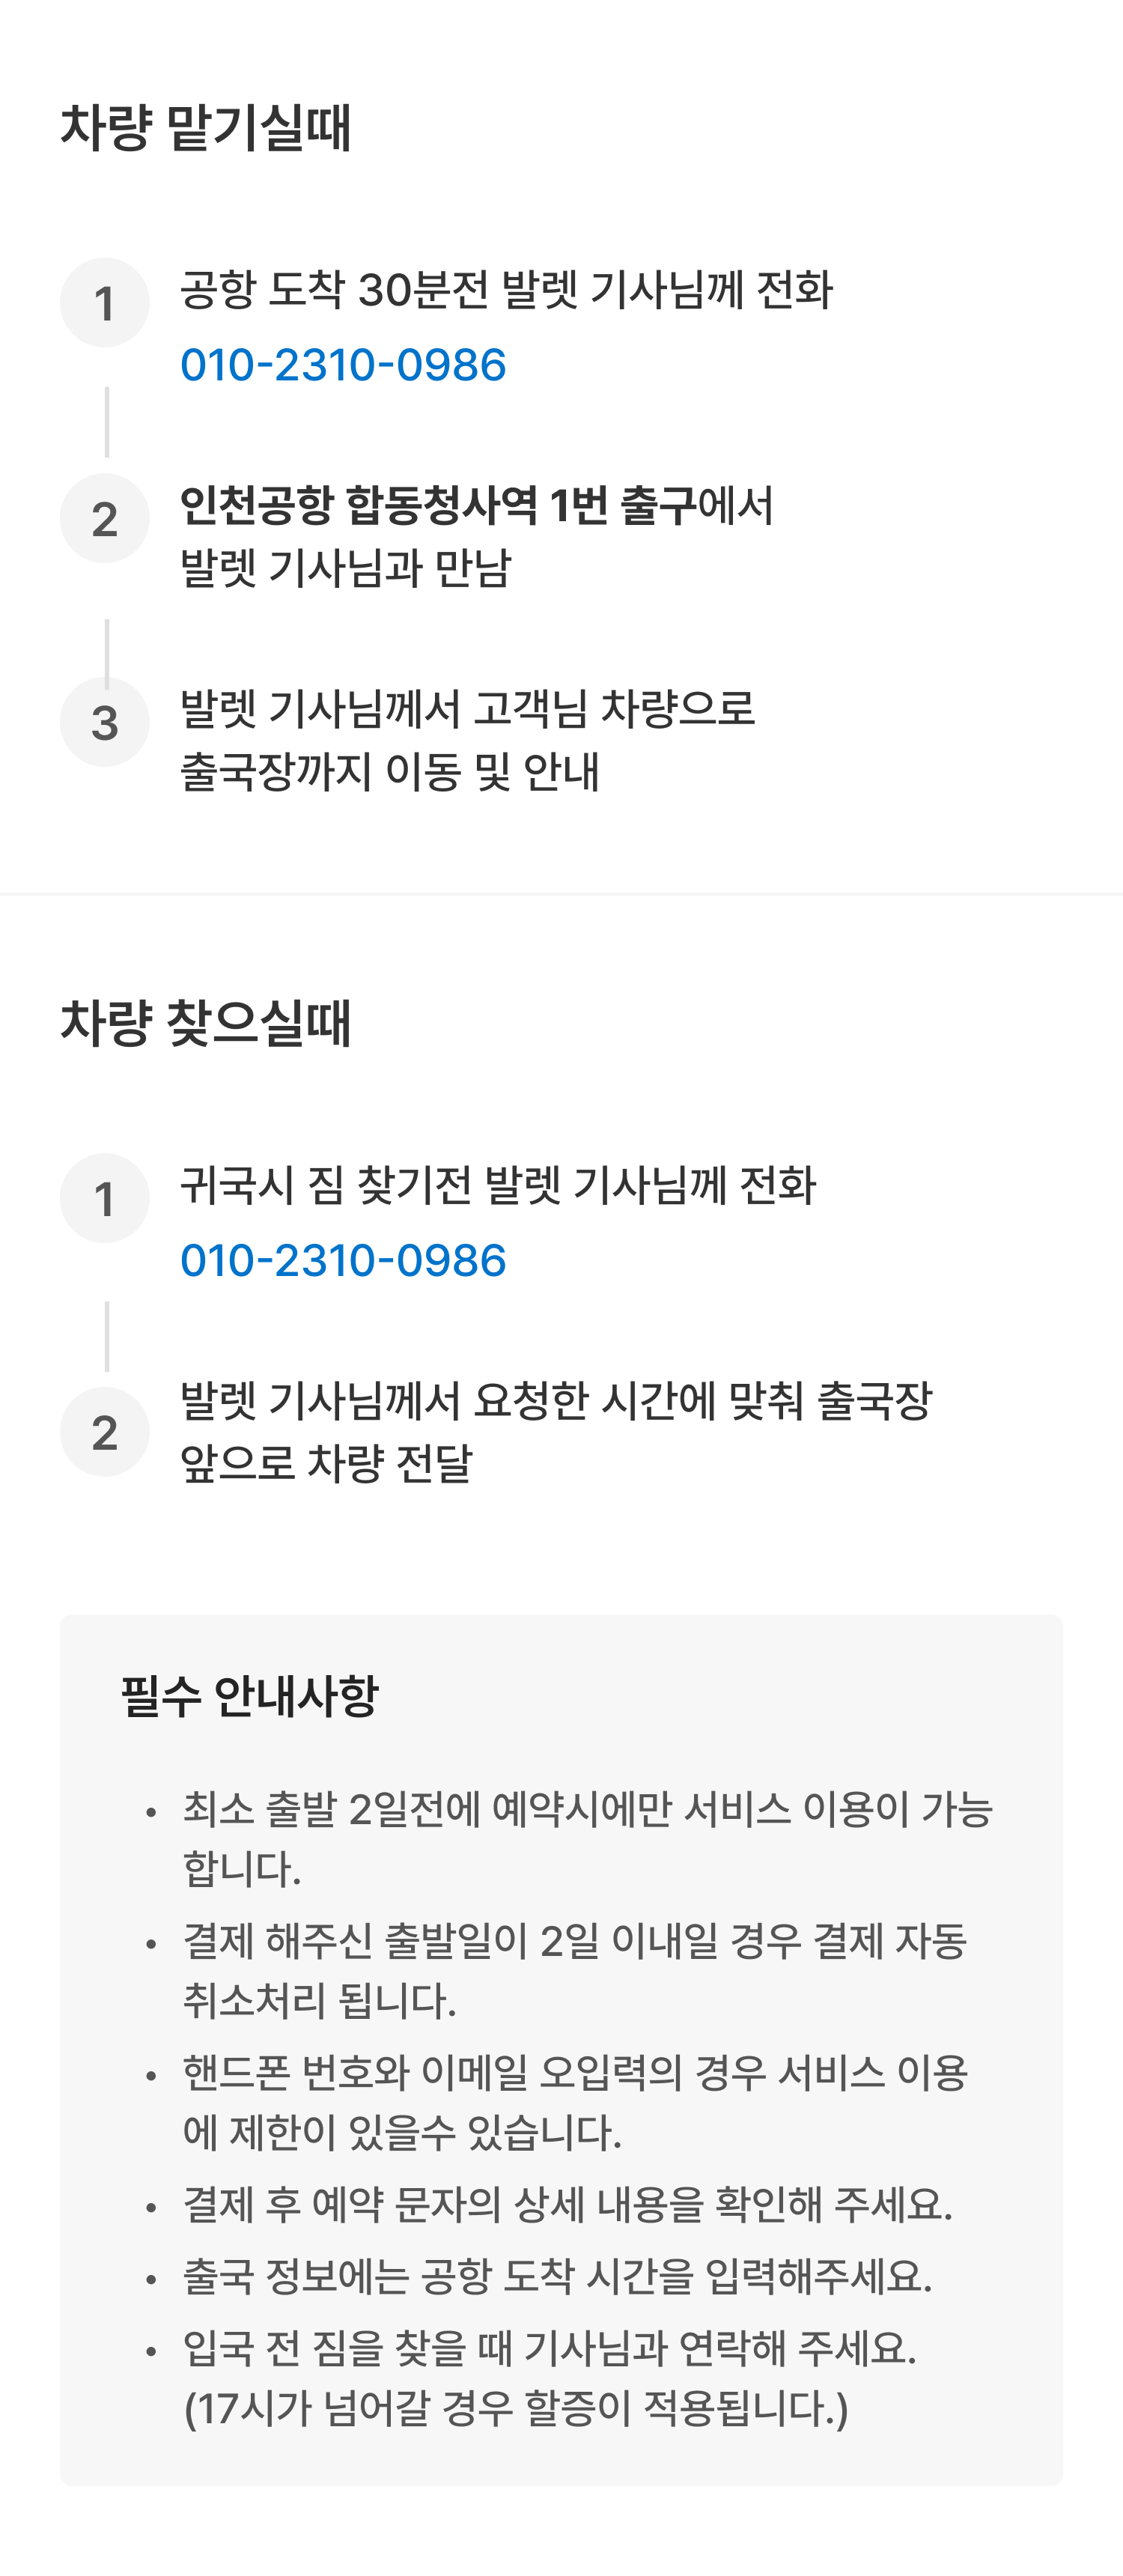 차량 맡기실때
1
공항 도착 30분전 발렛 기사님께 전화
010-2310-0986
2
인천공항 합동청사역 1번 출구에서
발렛 기사님과 만남
3
발렛 기사님께서 고객님 차량으로
출국장까지 이동 및 안내
차량 찾으실때
1
귀국시 짐 찾기전 발렛 기사님께 전화
010-2310-0986
2
발렛 기사님께서 요청한 시간에 맞춰 출국장
앞으로 차량 전달
필수 안내사항
• 최소 출발 2일전에 예약시에만 서비스 이용이 가능
합니다.
• 결제 해주신 출발일이 2일 이내일 경우 결제 자동
취소처리 됩니다.
• 핸드폰 번호와 이메일 오입력의 경우 서비스 이용
에 제한이 있을수 있습니다.
• 결제 후 예약 문자의 상세 내용을 확인해 주세요.
• 출국 정보에는 공항 도착 시간을 입력해주세요.
• 입국 전 짐을 찾을 때 기사님과 연락해 주세요.
(17시가 넘어갈 경우 할증이 적용됩니다.)